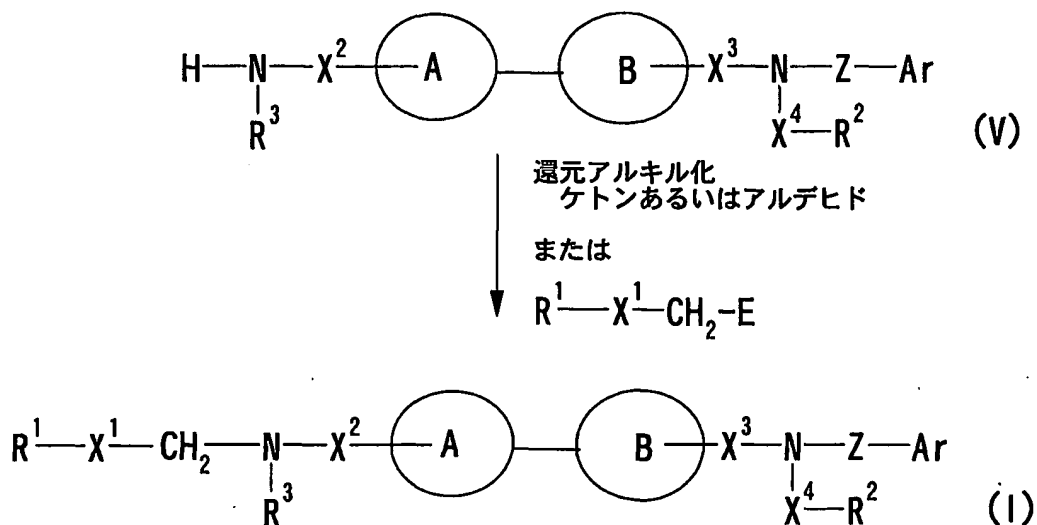 H—N—X²—A—B—X³—N—Z—Ar
R³ X⁴—R² (V)
還元アルキル化
ケトンあるいはアルデヒド
または
R¹—X¹—CH₂-E
R¹—X¹—CH₂—N—X²—A—B—X³—N—Z—Ar
R³ X⁴—R² (I)